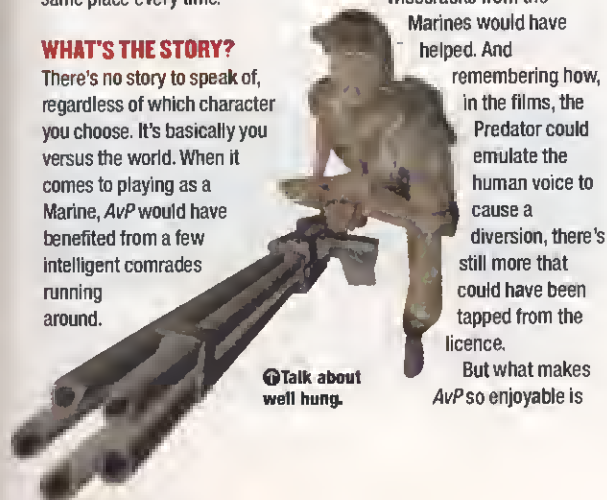 same place every time.
WHAT'S THE STORY?
There's no story to speak of,
regardless of which character
you choose. It's basically you
versus the world. When it
comes to playing as a
Marine, AvP would have
benefited from a few
intelligent comrades
running
around.
Talk about
well hung.
wisecracks from the
Marines would have
helped. And
remembering how,
in the films, the
Predator could
emulate the
human voice to
cause a
diversion, there's
still more that
could have been
tapped from the
licence.
But what makes
AvP so enjoyable is